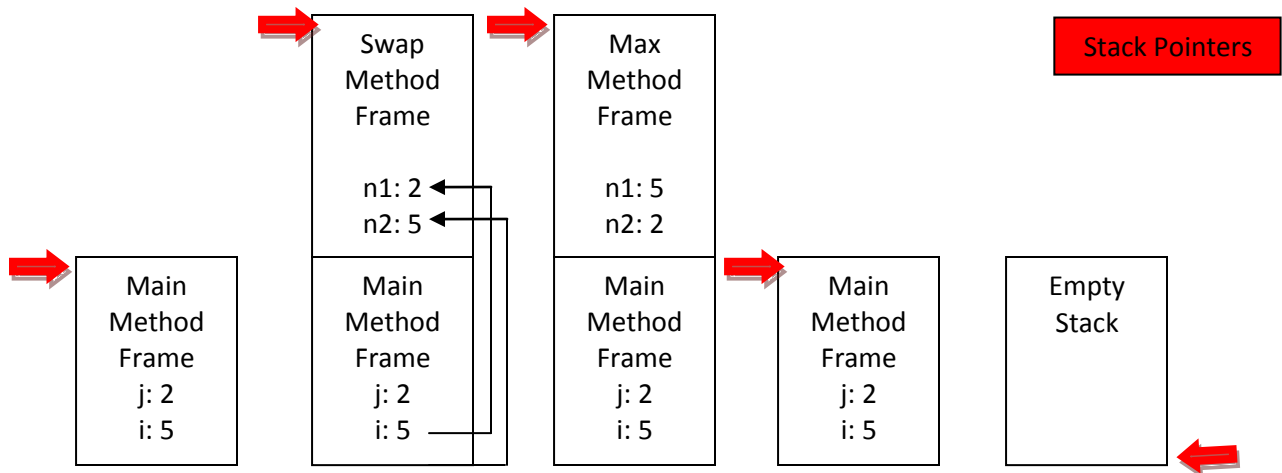 Swap
Method
Frame
n1: 2
n2: 5
Max
Method
Frame
n1: 5
n2: 2
Stack Pointers
Main
Method
Frame
j: 2
i: 5
Main
Method
Frame
j: 2
i: 5
Main
Method
Frame
j: 2
i: 5
Main
Method
Frame
j: 2
i: 5
Empty
Stack